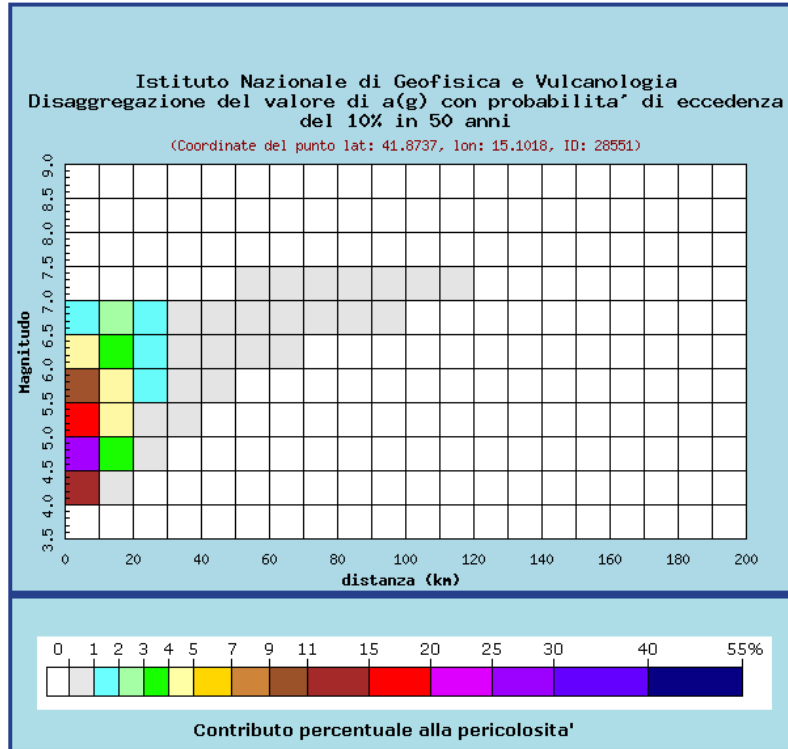 Istituto Nazionale di Geofisica e Vulcanologia
Disaggregazione del valore di a(g) con probabilita´ di eccedenza
del 10% in 50 anni
(Coordinate del punto lat: 41.8737, lon: 15.1018, ID: 28551)
Magnitudo
9.0
8.5
8.0
7.5
7.0
6.5
6.0
5.5
5.0
4.5
4.0
3.5
0 20 40 60 80 100 120 140 160 180 200
distanza (km)
0 1 2 3 4 5 7 9 11 15 20 25 30 40 55%
Contributo percentuale alla pericolosita'